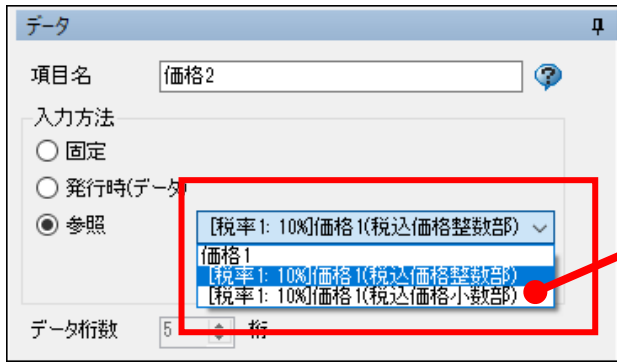 データ
項目名 価格2
入力方法
固定
発行時(データ)
参照 [税率1: 10%]価格1(税込価格整数部)
価格1
[税率1: 10%]価格1(税込価格整数部)
[税率1: 10%]価格1(税込価格小数部)
データ桁数 5 桁